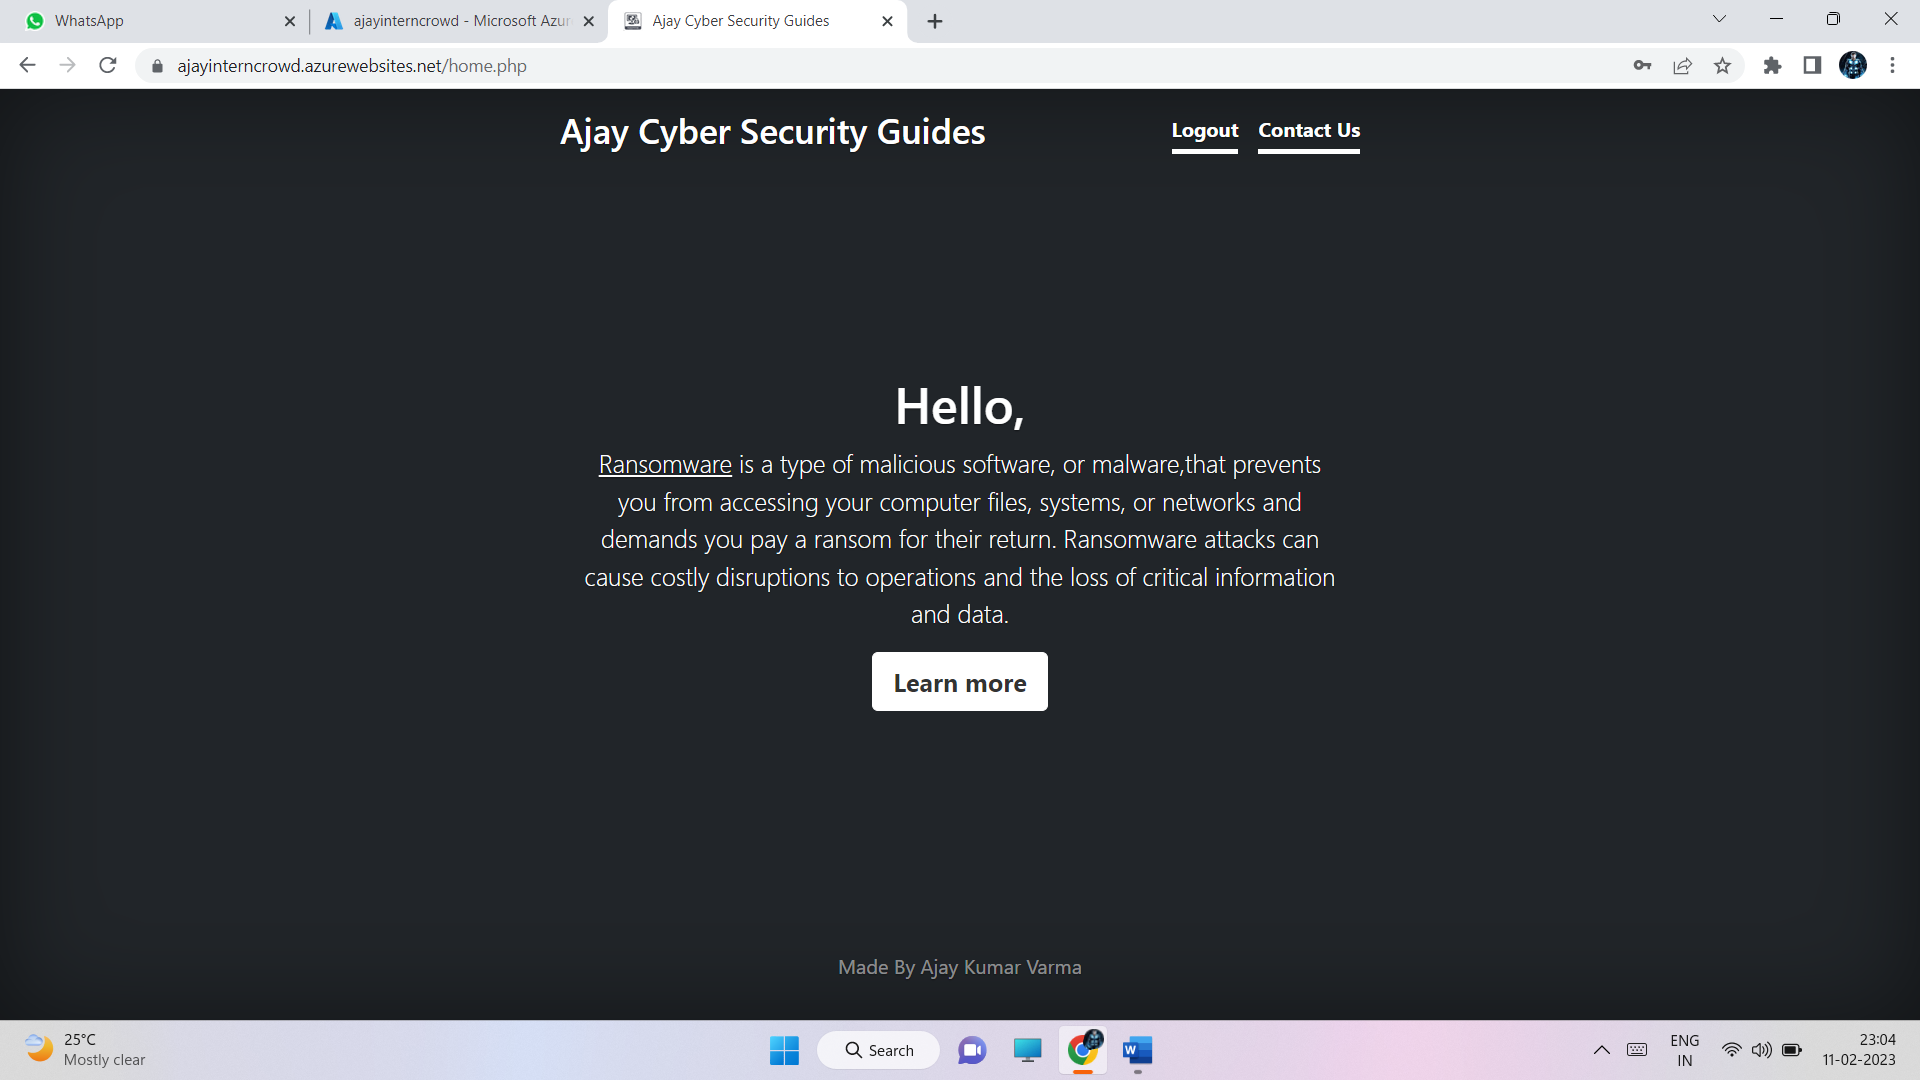 WhatsApp
ajayinterncrowd - Microsoft Azur
Ajay Cyber Security Guides
ajayinterncrowd.azurewebsites.net/home.php
Ajay Cyber Security Guides
Logout
Contact Us
Hello,
Ransomware is a type of malicious software, or malware,that prevents
you from accessing your computer files, systems, or networks and
demands you pay a ransom for their return. Ransomware attacks can
cause costly disruptions to operations and the loss of critical information
and data.
Learn more
Made By Ajay Kumar Varma
25°C
Mostly clear
Search
W
ENG
IN
23:04
11-02-2023